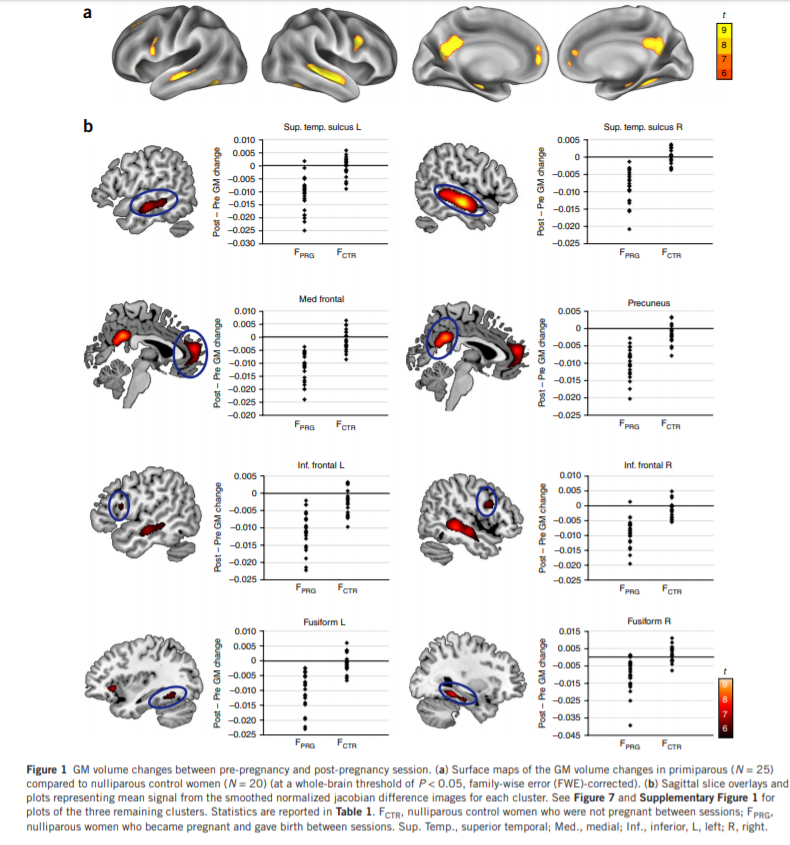 a
t
9
8
7
6
b
Sup. temp. sulcus L
Post – Pre GM change
0.010
0.005
0
−0.005
−0.010
−0.015
−0.020
−0.025
−0.030
FPRG FCTR
Sup. temp. sulcus R
Post – Pre GM change
0.005
0
−0.005
−0.010
−0.015
−0.020
−0.025
FPRG FCTR
Med frontal
Post – Pre GM change
0.010
0.005
0
−0.005
−0.010
−0.015
−0.020
−0.025
−0.020
FPRG FCTR
Precuneus
Post – Pre GM change
0.005
0
−0.005
−0.010
−0.015
−0.020
−0.025
FPRG FCTR
Inf. frontal L
Post – Pre GM change
0.005
0
−0.005
−0.010
−0.015
−0.020
−0.025
FPRG FCTR
Inf. frontal R
Post – Pre GM change
0.010
0.005
0
−0.005
−0.010
−0.015
−0.020
−0.025
FPRG FCTR
Fusiform L
Post – Pre GM change
0.010
0.005
0
−0.005
−0.010
−0.015
−0.020
−0.025
FPRG FCTR
Fusiform R
Post – Pre GM change
0.015
0.005
−0.005
−0.015
−0.025
−0.035
−0.045
FPRG FCTR
t
9
8
7
6
Figure 1 GM volume changes between pre-pregnancy and post-pregnancy session. (a) Surface maps of the GM volume changes in primiparous (N = 25)
compared to nulliparous control women (N = 20) (at a whole-brain threshold of P < 0.05, family-wise error (FWE)-corrected). (b) Sagittal slice overlays and
plots representing mean signal from the smoothed normalized jacobian difference images for each cluster. See Figure 7 and Supplementary Figure 1 for
plots of the three remaining clusters. Statistics are reported in Table 1. FCTR, nulliparous control women who were not pregnant between sessions; FPRG,
nulliparous women who became pregnant and gave birth between sessions. Sup. Temp., superior temporal; Med., medial; Inf., inferior, L, left; R, right.